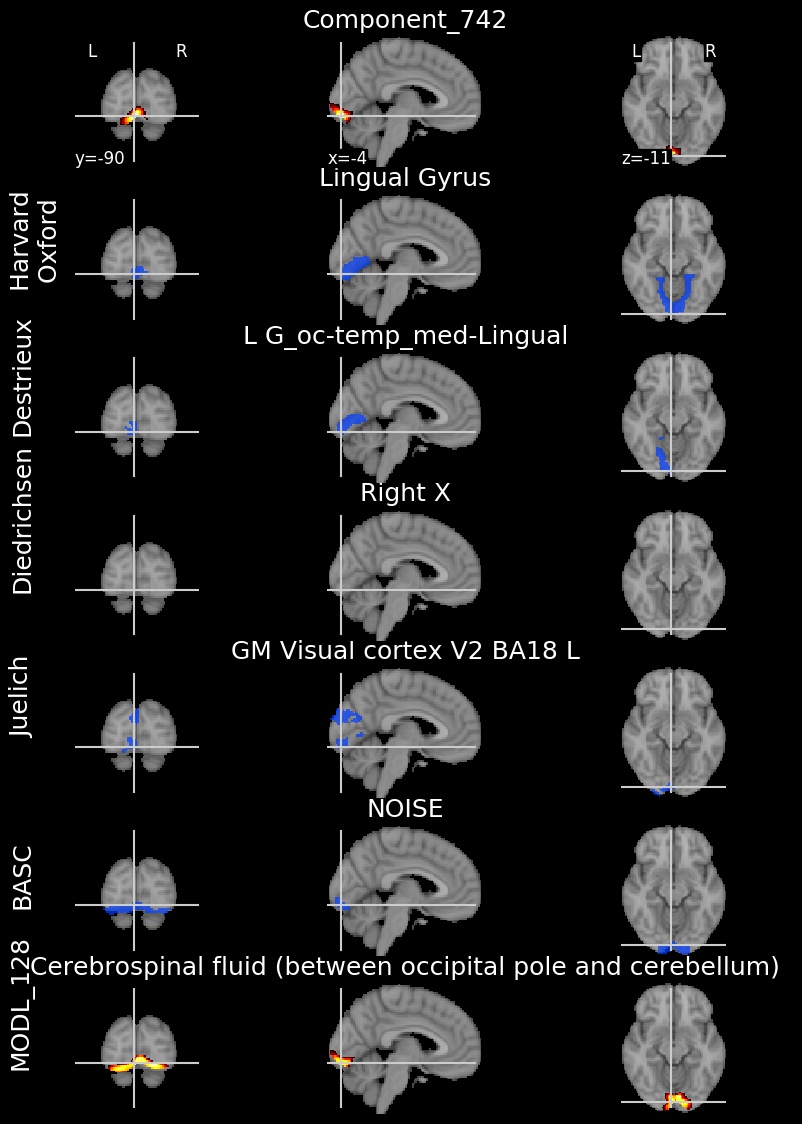 Component_742
L R
L R
y=-90
x=-4
z=-11
Harvard
Oxford
Lingual Gyrus
Destrieux
L G_oc-temp_med-Lingual
Diedrichsen
Right X
Juelich
GM Visual cortex V2 BA18 L
BASC
NOISE
MODL_128
Cerebrospinal fluid (between occipital pole and cerebellum)